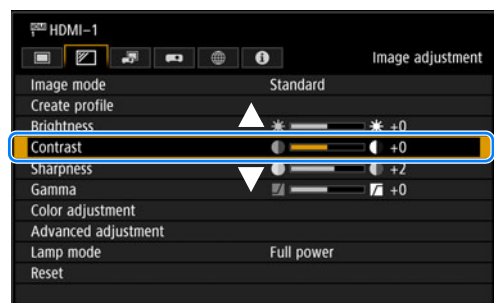 HDMI HDMI-1
Image adjustment
Image mode Standard
Create profile
Brightness +0
Contrast +0
Sharpness +2
Gamma +0
Color adjustment
Advanced adjustment
Lamp mode Full power
Reset